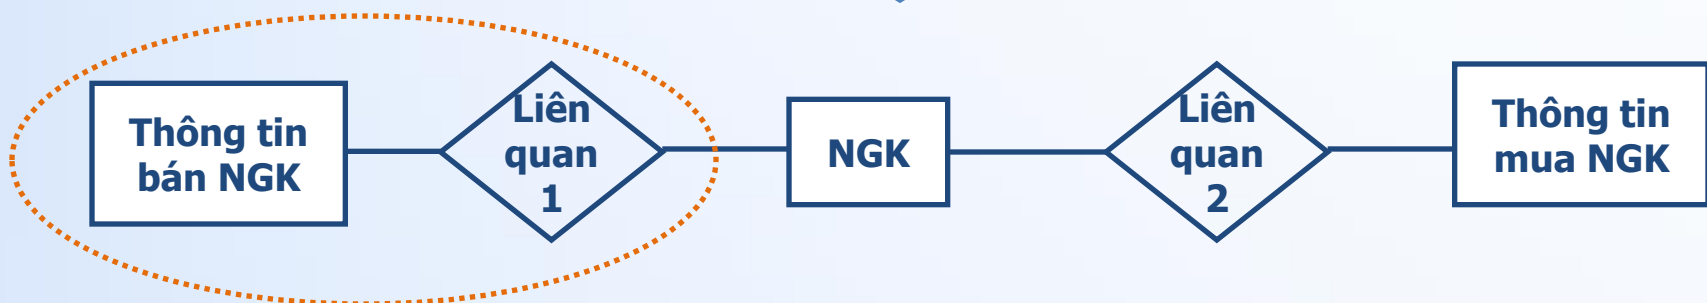 Thông tin
bán NGK
Liên
quan
1
NGK
Liên
quan
2
Thông tin
mua NGK